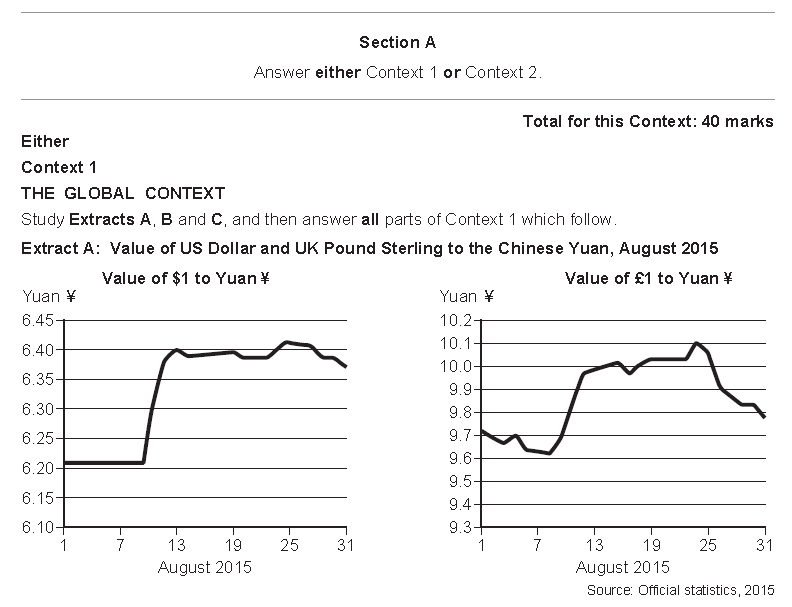 Section A
Answer either Context 1 or Context 2.
Total for this Context: 40 marks
Either
Context 1
THE GLOBAL CONTEXT
Study Extracts A, B and C, and then answer all parts of Context 1 which follow.
Extract A: Value of US Dollar and UK Pound Sterling to the Chinese Yuan, August 2015
Value of $1 to Yuan ¥
Yuan ¥
6.45
6.40
6.35
6.30
6.25
6.20
6.15
6.10
1 7 13 19 25 31
August 2015
Value of £1 to Yuan ¥
Yuan ¥
10.2
10.1
10.0
9.9
9.8
9.7
9.6
9.5
9.4
9.3
1 7 13 19 25 31
August 2015
Source: Official statistics, 2015